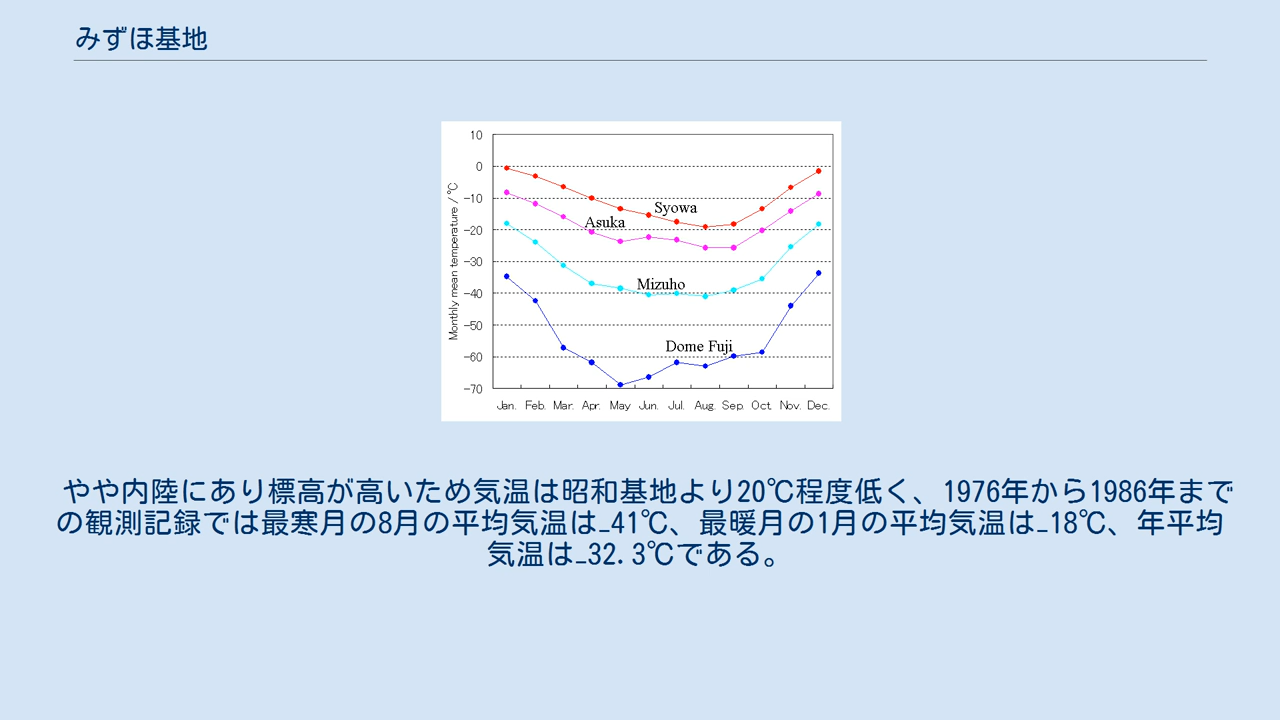 みずほ基地
10
0
-10
-20
-30
-40
-50
-60
-70
Monthly mean temperature / ℃
Syowa
Asuka
Mizuho
Dome Fuji
Jan. Feb. Mar. Apr. May Jun. Jul. Aug. Sep. Oct. Nov. Dec.
やや内陸にあり標高が高いため気温は昭和基地より20℃程度低く、1976年から1986年まで
の観測記録では最寒月の8月の平均気温は-41℃、最暖月の1月の平均気温は-18℃、年平均
気温は-32.3℃である。